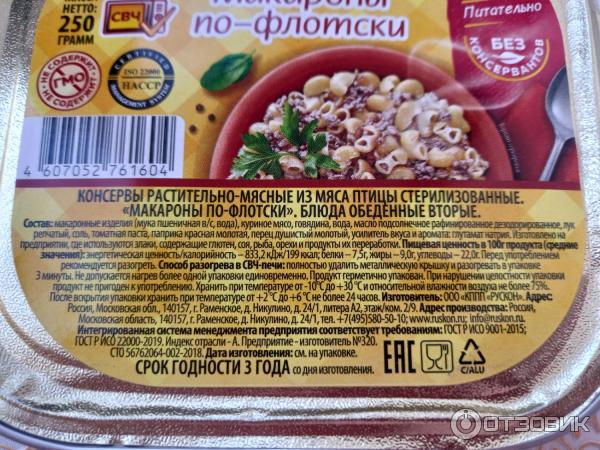 НЕТТО:
250
ГРАММ
СВЧ
Макароны
по-флотски
Питательно
БЕЗ
КОНСЕРВАНТОВ
НЕ СОДЕРЖИТ
ГМО
НЕ СОДЕРЖИТ
CERTIFIED
ISO 22000
HACCP
MANAGEMENT SYSTEM
4 607052 761604
КОНСЕРВЫ РАСТИТЕЛЬНО-МЯСНЫЕ ИЗ МЯСА ПТИЦЫ СТЕРИЛИЗОВАННЫЕ.
«МАКАРОНЫ ПО-ФЛОТСКИ». БЛЮДА ОБЕДЕННЫЕ ВТОРЫЕ.
Состав: макаронные изделия (мука пшеничная в/с, вода), куриное мясо, говядина, вода, масло подсолнечное рафинированное дезодорированное, лук
репчатый, соль, томатная паста, паприка красная молотая, перец душистый молотый, усилитель вкуса и аромата: глутамат натрия. Изготовлено на
предприятии, где используются злаки, содержащие глютен, соя, рыба, орехи и продукты их переработки. Пищевая ценность в 100г продукта (средние
значения): энергетическая ценность/калорийность – 833,2 кДж/199 ккал; белки – 7,5г, жиры – 9,0г, углеводы – 22,0г. Перед употреблением
рекомендуется разогреть. Способ разогрева в СВЧ-печи: полностью удалить металлическую крышку и разогревать в упаковке
3 минуты. Не допускается нагрев более одной упаковки единовременно. Продукт герметично упакован. При нарушении целостности упаковки
продукт не пригоден к употреблению. Хранить при температуре от -10°С до +30 °С и относительной влажности воздуха не более 75%.
После вскрытия упаковки хранить при температуре от +2°С до +6 °С не более 24 часов. Изготовитель: ООО «КППП «РУСКОН». Адрес:
Россия, Московская обл., 140157, г. Раменское, д. Никулино, д. 24/1, литера А2, этаж/ком. 2/9. Адрес производства: Россия,
Московская область, 140157, г. Раменское, д. Никулино, д. 24/1, тел. +7(495)580-50-10; www.ruskon.ru; info@ruskon.ru
Интегрированная система менеджмента предприятия соответствует требованиям: ГОСТ Р ИСО 9001-2015;
ГОСТ Р ИСО 22000-2019. Индекс отрасли - А. Предприятие - изготовитель №320.
СТО 56762064-002-2018. Дата изготовления: см. на упаковке.
СРОК ГОДНОСТИ 3 ГОДА со дня изготовления.
EAC
C/ALU
ОТЗОВИК